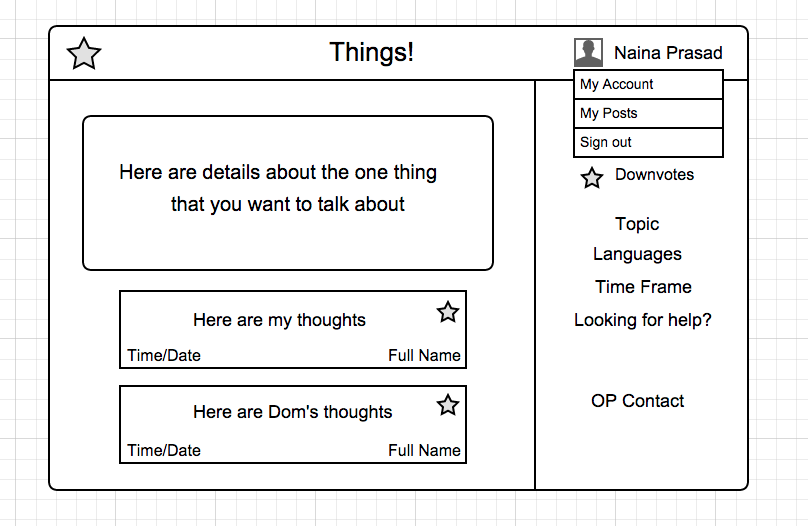 Things!
Naina Prasad
My Account
My Posts
Sign out
Downvotes
Here are details about the one thing
that you want to talk about
Here are my thoughts
Time/Date Full Name
Here are Dom's thoughts
Time/Date Full Name
Topic
Languages
Time Frame
Looking for help?
OP Contact